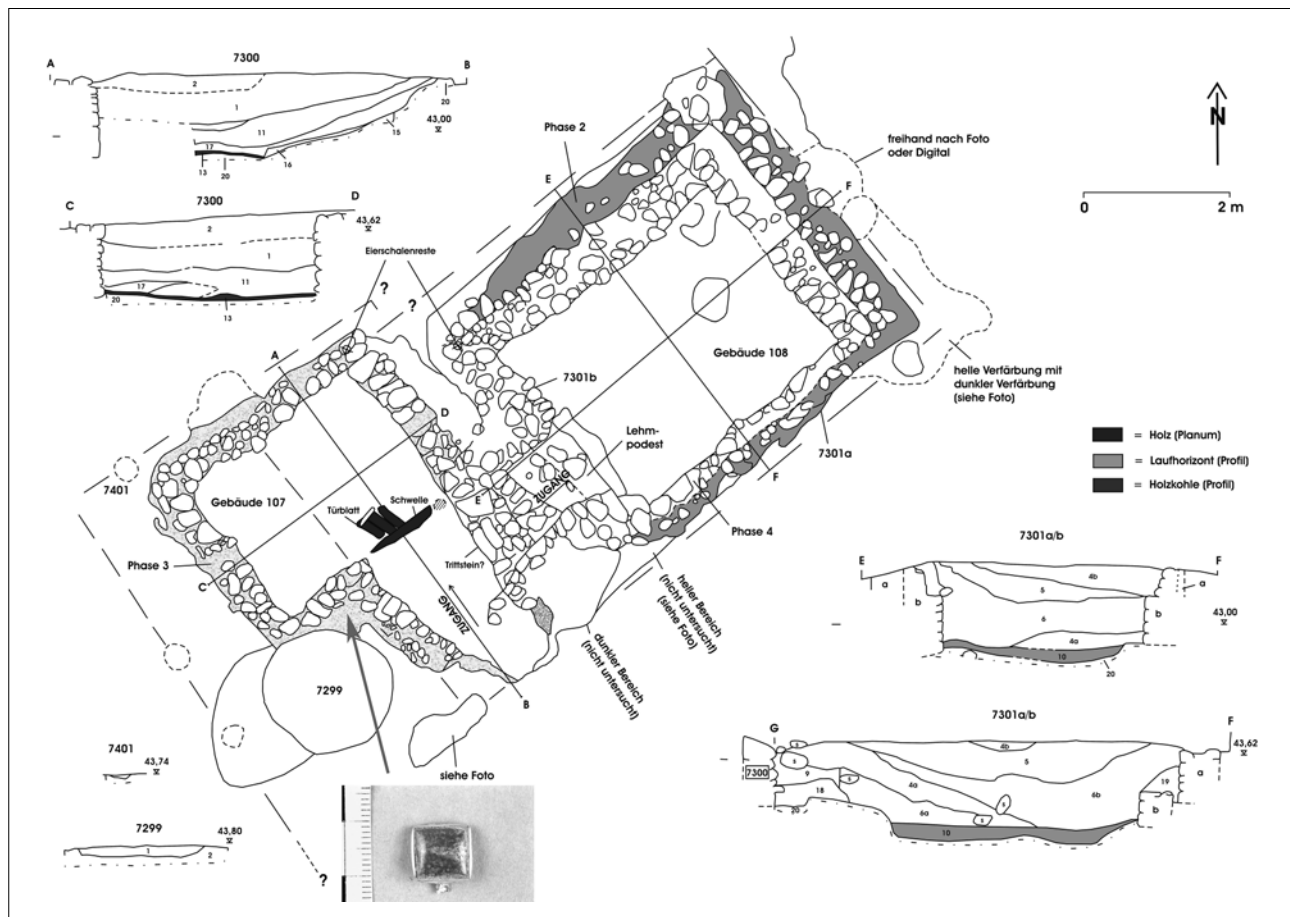 7300
A
B
2
1
11
15
20
43,00
17
13
20
16
7300
C
D
2
43,62
1
11
17
20
13
Eierschalenreste
?
?
Phase 2
E
F
freihand nach Foto
oder Digital
N
0
2 m
Gebäude 108
helle Verfärbung mit
dunkler Verfärbung
(siehe Foto)
7301b
Lehm-
podest
ZUGANG
7301a
F
Phase 4
A
D
E
7401
Gebäude 107
Türblatt
Schwelle
Trittstein?
Phase 3
C
ZUGANG
B
heller Bereich
(nicht untersucht)
(siehe Foto)
dunkler Bereich
(nicht untersucht)
7299
siehe Foto
?
= Holz (Planum)
= Laufhorizont (Profil)
= Holzkohle (Profil)
7301a/b
E
F
a
b
4b
5
a
b
6
43,00
4a
10
20
7301a/b
G
F
43,62
s
4b
5
a
7300
s
9
s
4a
19
18
6b
s
b
20
6a
s
10
7401
43,74
7299
43,80
1
2